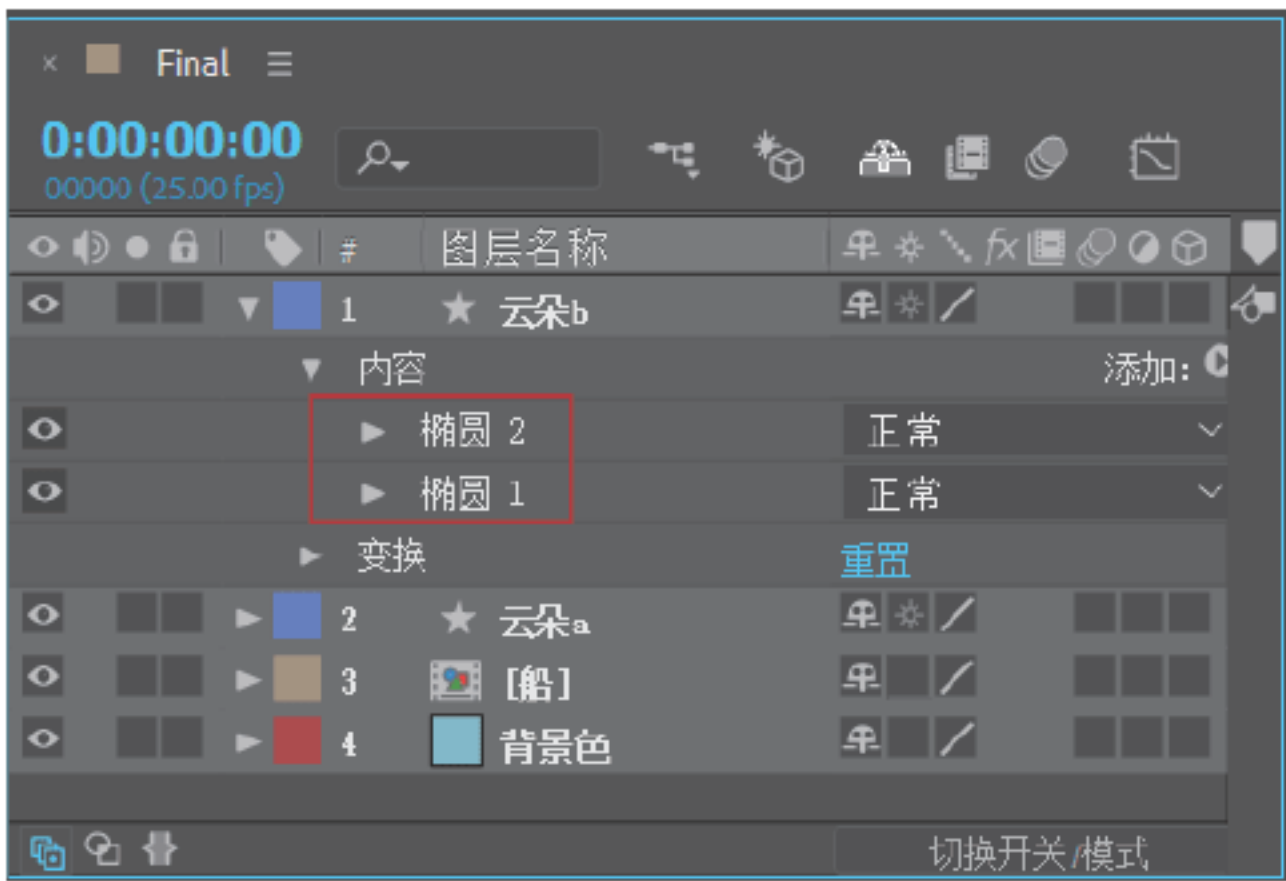 Final
0:00:00:00
00000 (25.00 fps)
# 图层名称 fx
1 云朵b
内容 添加:
椭圆 2 正常
椭圆 1 正常
变换 重置
2 云朵a
3 [船]
4 背景色
切换开关/模式